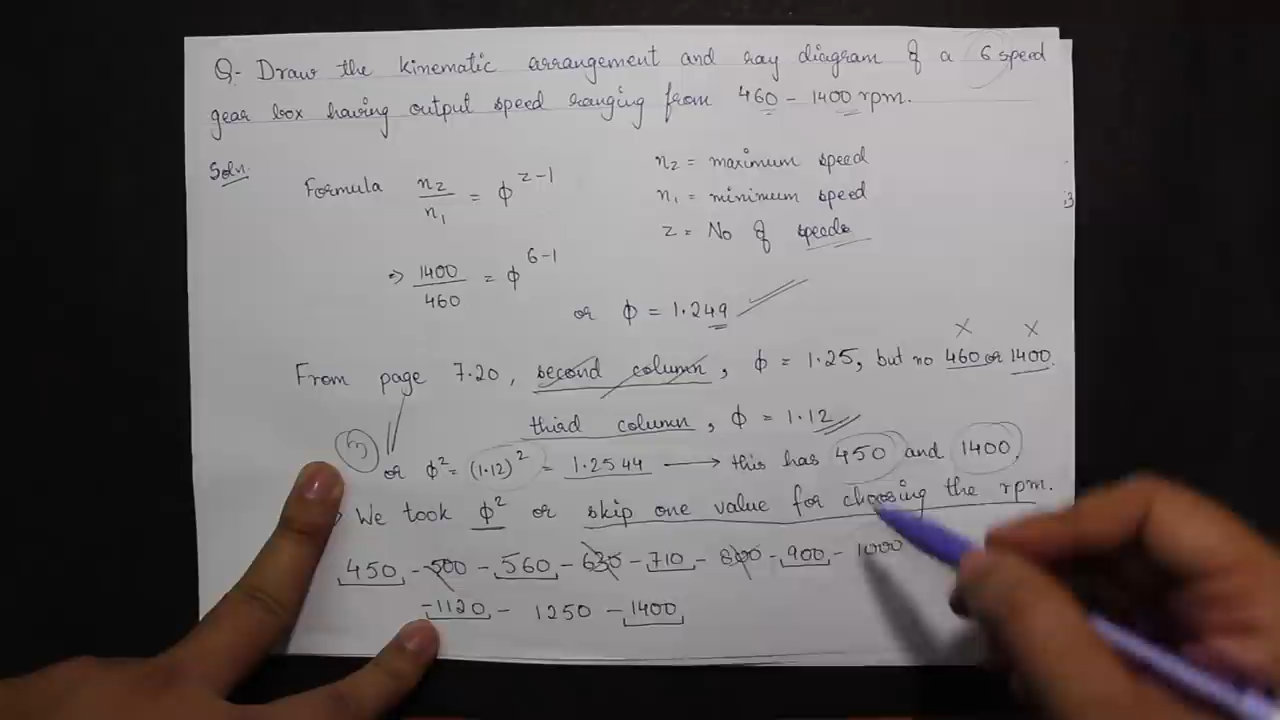 Q- Draw the kinematic arrangement and ray diagram of a 6 speed
gear box having output speed ranging from 460 - 1400 rpm.
Soln.
Formula n2/n1 = ϕ^z-1
n2 = maximum speed
n1 = minimum speed
z = No of speeds
⇒ 1400/460 = ϕ^6-1
or ϕ = 1.249
From page 7.20, second column, ϕ = 1.25, but no 460 or 1400.
third column, ϕ = 1.12
or ϕ² = (1.12)² = 1.2544 → this has 450 and 1400,
We took ϕ² or skip one value for choosing the rpm.
450 - 500 - 560 - 630 - 710 - 800 - 900 - 1000
- 1120 - 1250 - 1400